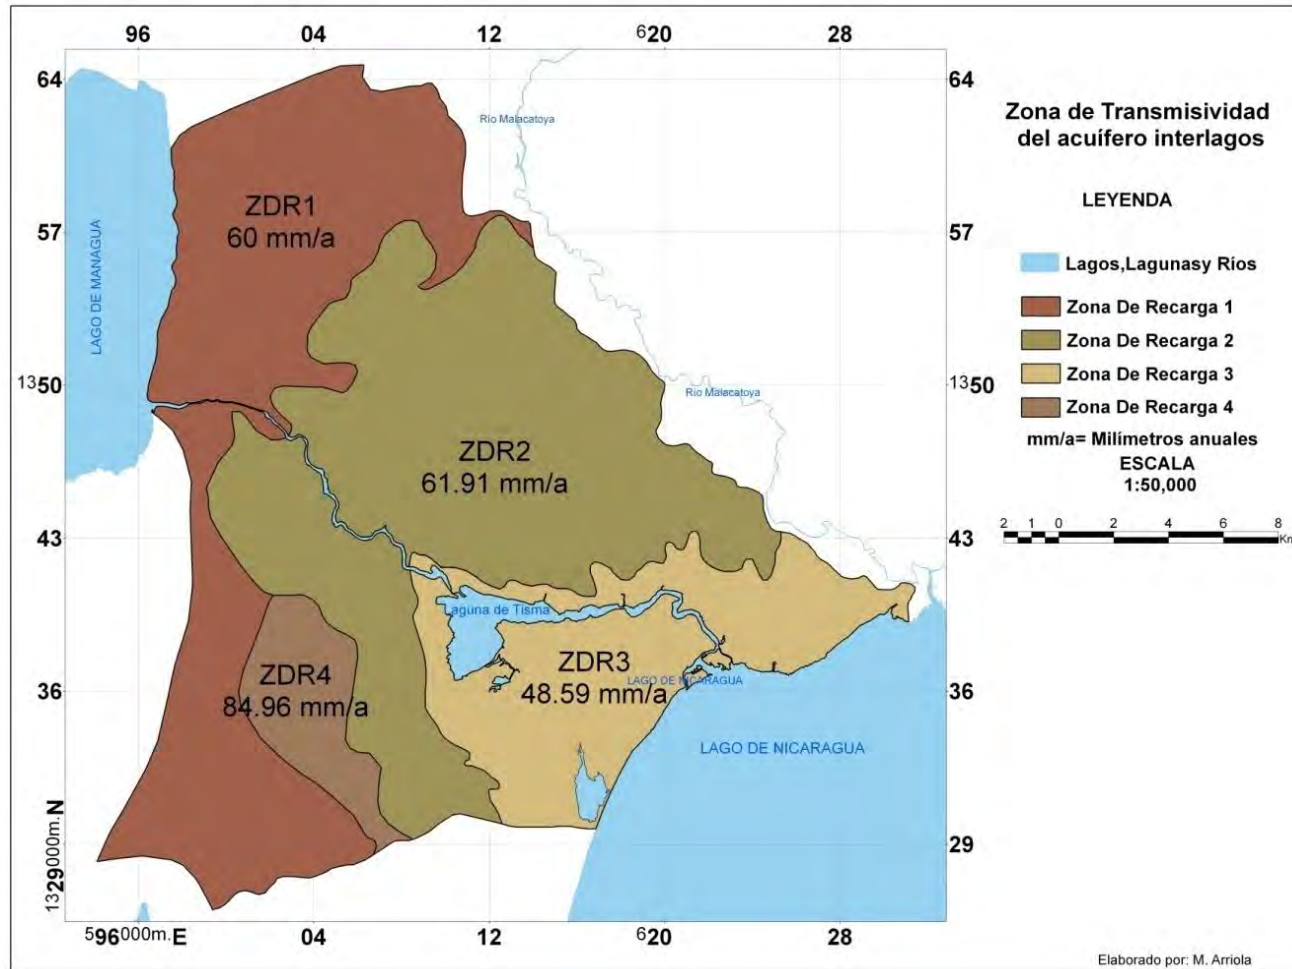 96 04 12 620 28
64 64
Río Malacatoya
Zona de Transmisividad
del acuífero interlagos
ZDR1
60 mm/a
LEYENDA
57 57
LAGO DE MANAGUA
Lagos,Lagunasy Ríos
Zona De Recarga 1
Zona De Recarga 2
Zona De Recarga 3
Zona De Recarga 4
1350 1350
Río Malacatoya
mm/a= Milímetros anuales
ESCALA
1:50,000
ZDR2
61.91 mm/a
2 1 0 2 4 6 8
Km
43 43
Laguna de Tisma
ZDR4
84.96 mm/a
ZDR3
48.59 mm/a
LAGO DE NICARAGUA
36 36
LAGO DE NICARAGUA
1329000m.N 29
596000m.E 04 12 620 28
Elaborado por: M. Arriola